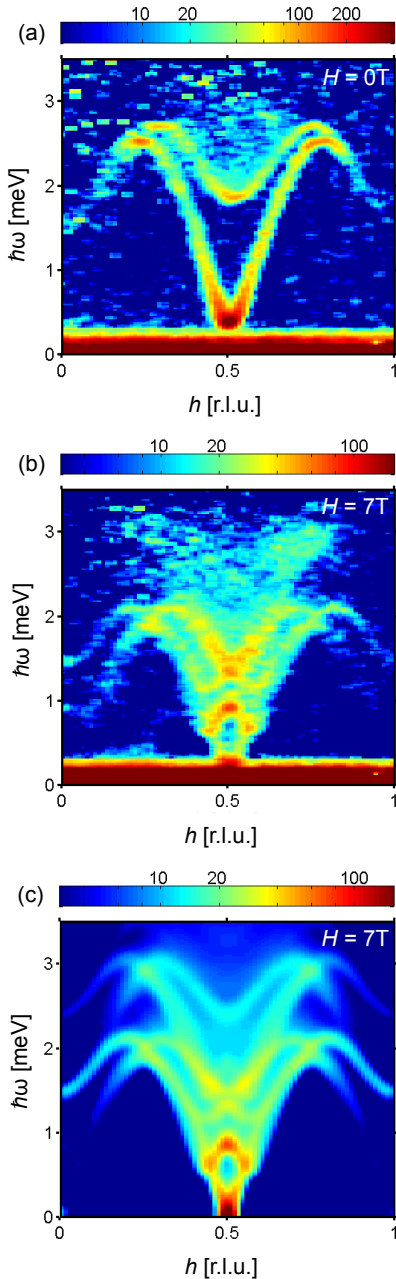 (a)
10 20 100 200
H = 0T
3
2
1
0
ħω [meV]
0 0.5 1
h [r.l.u.]
(b)
10 20 100
H = 7T
3
2
1
0
ħω [meV]
0 0.5 1
h [r.l.u.]
(c)
10 20 100
H = 7T
3
2
1
0
ħω [meV]
0 0.5 1
h [r.l.u.]